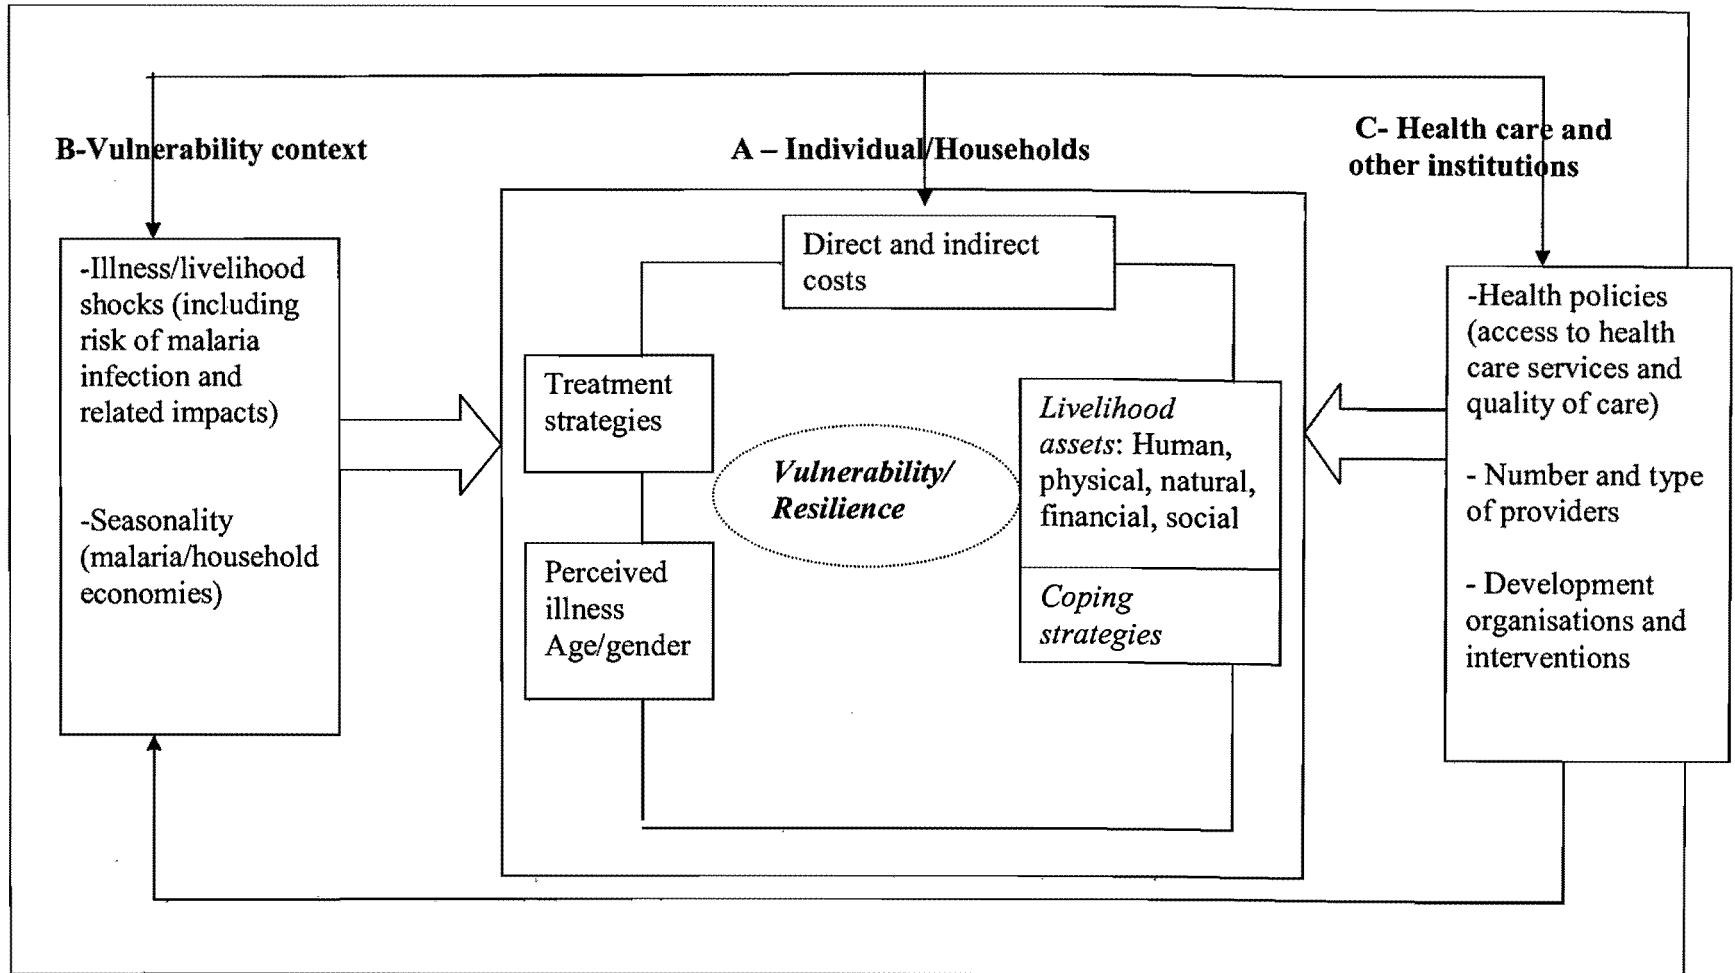 B-Vulnerability context
A – Individual/Households
C- Health care and
other institutions
-Illness/livelihood
shocks (including
risk of malaria
infection and
related impacts)
-Seasonality
(malaria/household
economies)
Direct and indirect
costs
Treatment
strategies
Perceived
illness
Age/gender
Vulnerability/
Resilience
Livelihood
assets: Human,
physical, natural,
financial, social
Coping
strategies
-Health policies
(access to health
care services and
quality of care)
- Number and type
of providers
- Development
organisations and
interventions